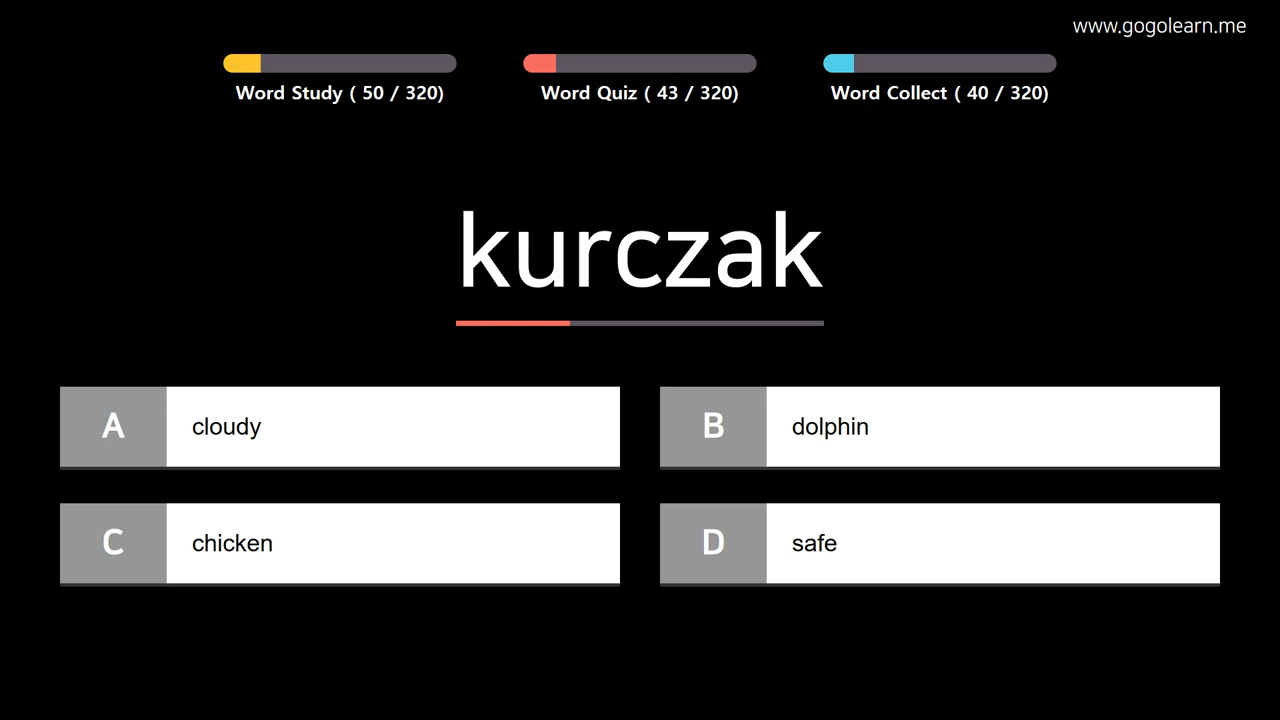 www.gogolearn.me
Word Study ( 50 / 320)
Word Quiz ( 43 / 320)
Word Collect ( 40 / 320)
kurczak
A cloudy
B dolphin
C chicken
D safe